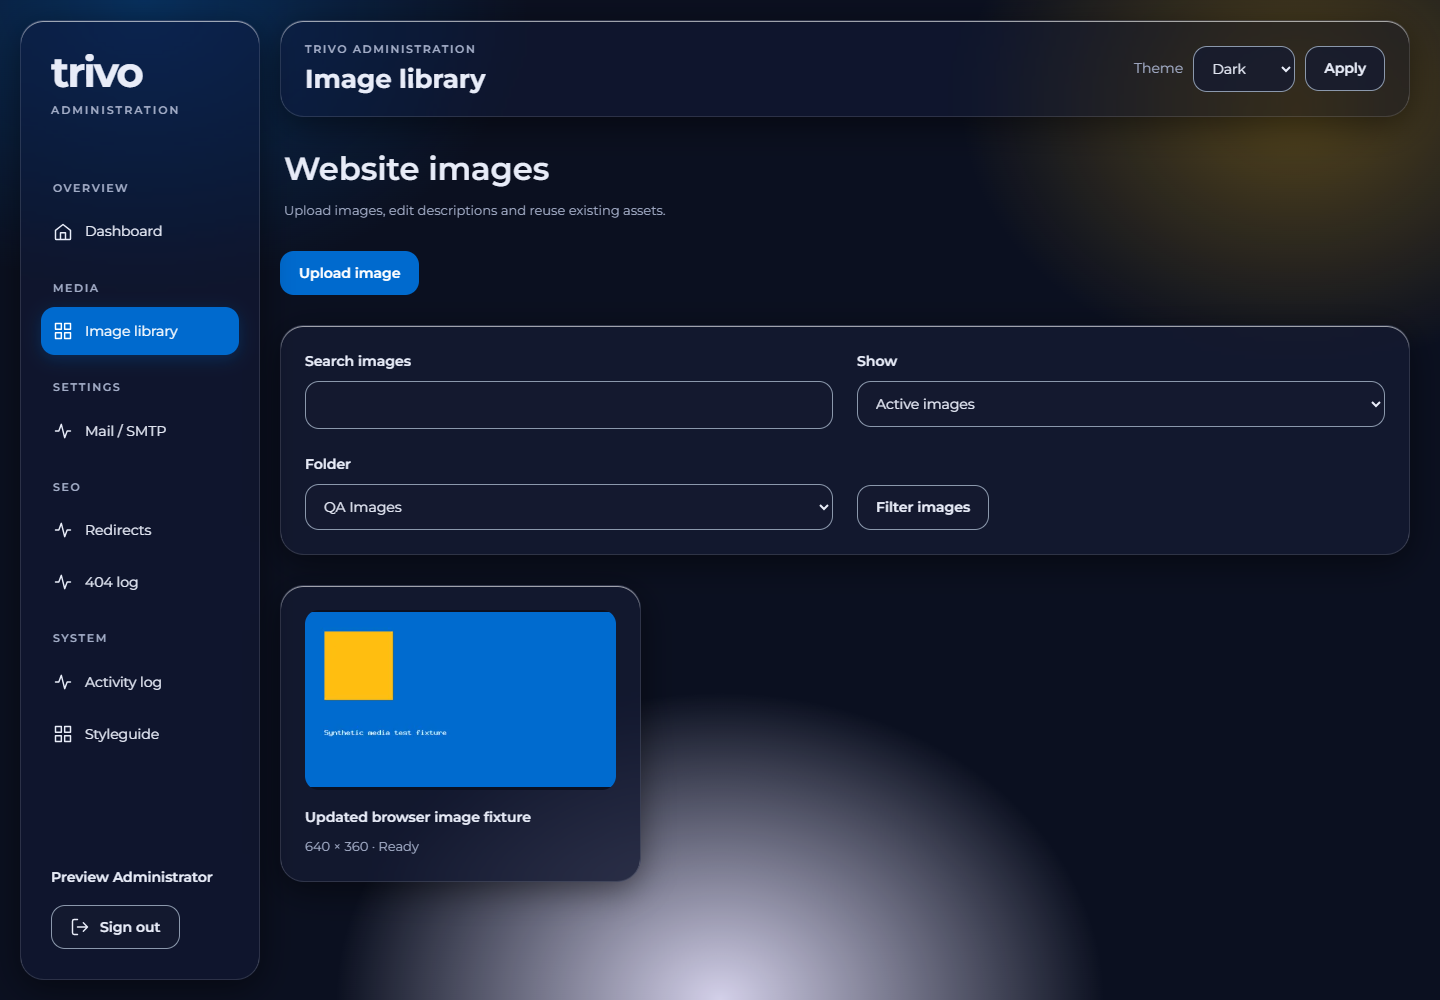 trivo
ADMINISTRATION
OVERVIEW
Dashboard
MEDIA
Image library
SETTINGS
Mail / SMTP
SEO
Redirects
404 log
SYSTEM
Activity log
Styleguide
Preview Administrator
Sign out
TRIVO ADMINISTRATION
Image library
Theme
Dark
Apply
Website images
Upload images, edit descriptions and reuse existing assets.
Upload image
Search images
Show
Active images
Folder
QA Images
Filter images
Synthetic media test fixture
Updated browser image fixture
640 × 360 · Ready